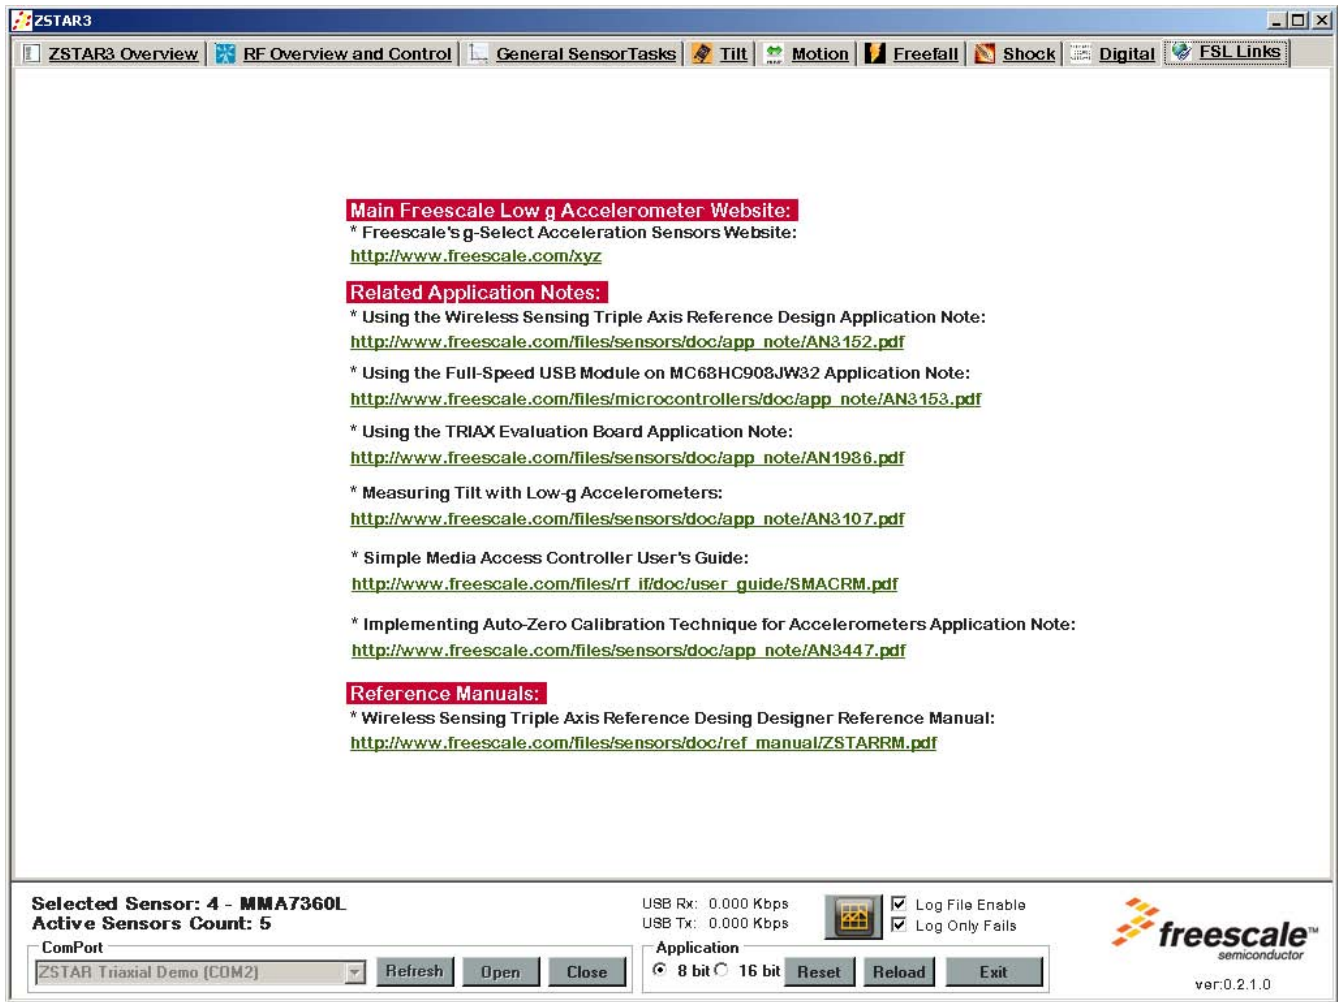 ZSTAR3
ZSTAR3 Overview RF Overview and Control General SensorTasks Tilt Motion Freefall Shock Digital FSL Links
Main Freescale Low g Accelerometer Website:
* Freescale's g-Select Acceleration Sensors Website:
http://www.freescale.com/xyz
Related Application Notes:
* Using the Wireless Sensing Triple Axis Reference Design Application Note:
http://www.freescale.com/files/sensors/doc/app_note/AN3152.pdf
* Using the Full-Speed USB Module on MC68HC908JW32 Application Note:
http://www.freescale.com/files/microcontrollers/doc/app_note/AN3153.pdf
* Using the TRIAX Evaluation Board Application Note:
http://www.freescale.com/files/sensors/doc/app_note/AN1986.pdf
* Measuring Tilt with Low-g Accelerometers:
http://www.freescale.com/files/sensors/doc/app_note/AN3107.pdf
* Simple Media Access Controller User's Guide:
http://www.freescale.com/files/rf_if/doc/user_guide/SMACRM.pdf
* Implementing Auto-Zero Calibration Technique for Accelerometers Application Note:
http://www.freescale.com/files/sensors/doc/app_note/AN3447.pdf
Reference Manuals:
* Wireless Sensing Triple Axis Reference Desing Designer Reference Manual:
http://www.freescale.com/files/sensors/doc/ref_manual/ZSTARRM.pdf
Selected Sensor: 4 - MMA7360L
Active Sensors Count: 5
ComPort
ZSTAR Triaxial Demo (COM2) Refresh Open Close
USB Rx: 0.000 Kbps
USB Tx: 0.000 Kbps
Log File Enable
Log Only Fails
Application
8 bit 16 bit Reset Reload Exit
freescale™
semiconductor
ver:0.2.1.0